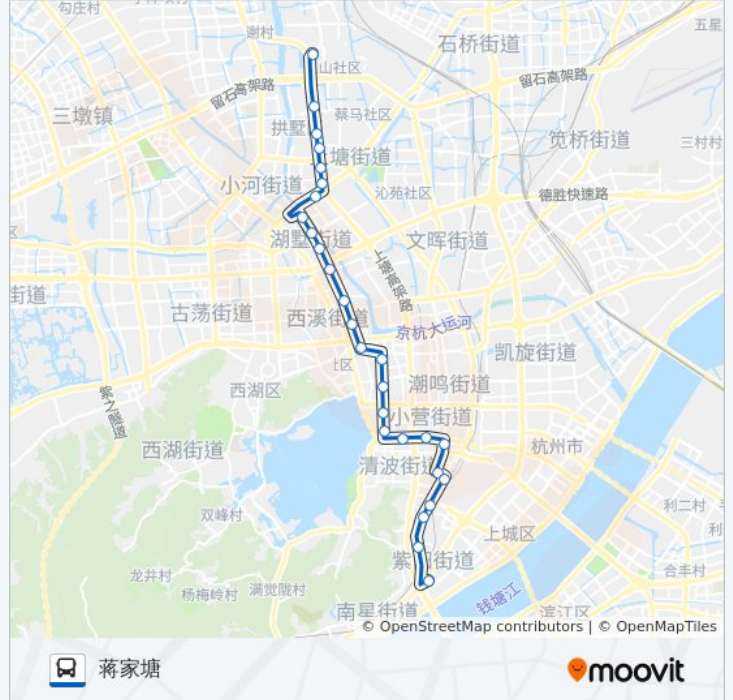 勾庄村
谢村
石桥街道
五星
山社区
留石高架路
留石高架路
三墩镇
蔡马社区
拱墅
塘街道
笕桥街道
三村村
小河街道
沁苑社区
德胜快速路
区
湖墅街道
文晖街道
上塘高架路
街道
古荡街道
西溪街道
京杭大运河
凯旋街道
社区
西湖区
潮鸣街道
紫之隧道
小营街道
西湖街道
杭州市
清波街道
双峰村
利二村
上城区
利
龙井村
杨梅岭村
满觉陇村
紫阳街道
合丰村
钱塘江
南星街道
滨江区
© OpenStreetMap contributors | © OpenMapTiles
蒋家塘
moovit